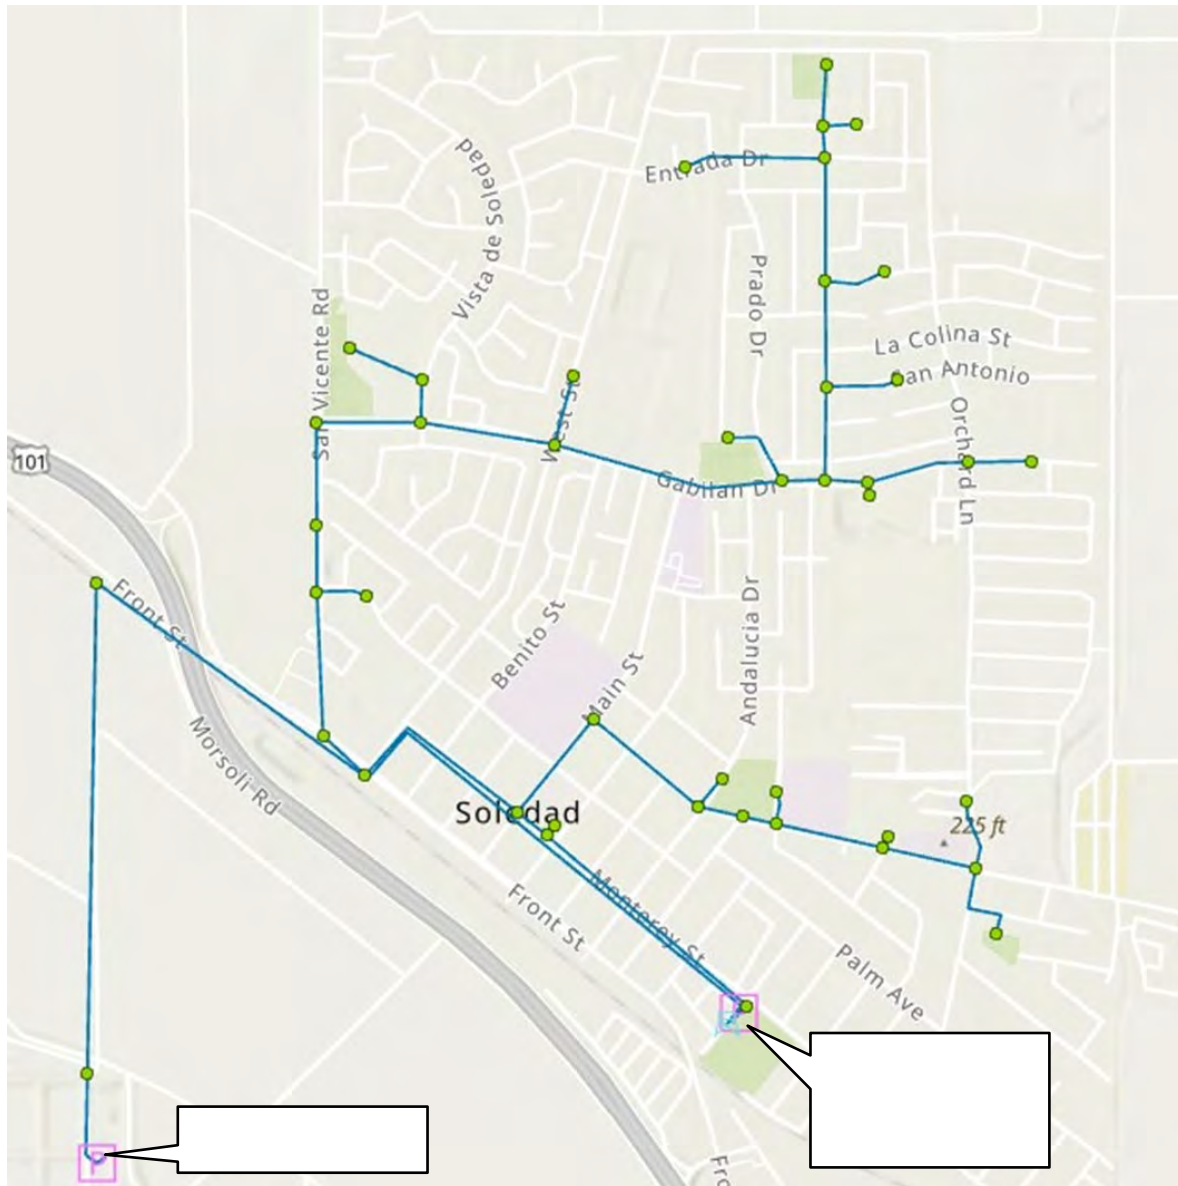 Entrada Dr
Vista de Soledad
Prado Dr
San Vicente Rd
La Colina St
San Antonio
West St
Orchard Ln
101
Gabilan Dr
Front St
Benito St
Andalucia Dr
Main St
Morsoli Rd
Soledad
225 ft
Monterey St
Front St
Palm Ave
P
Fro